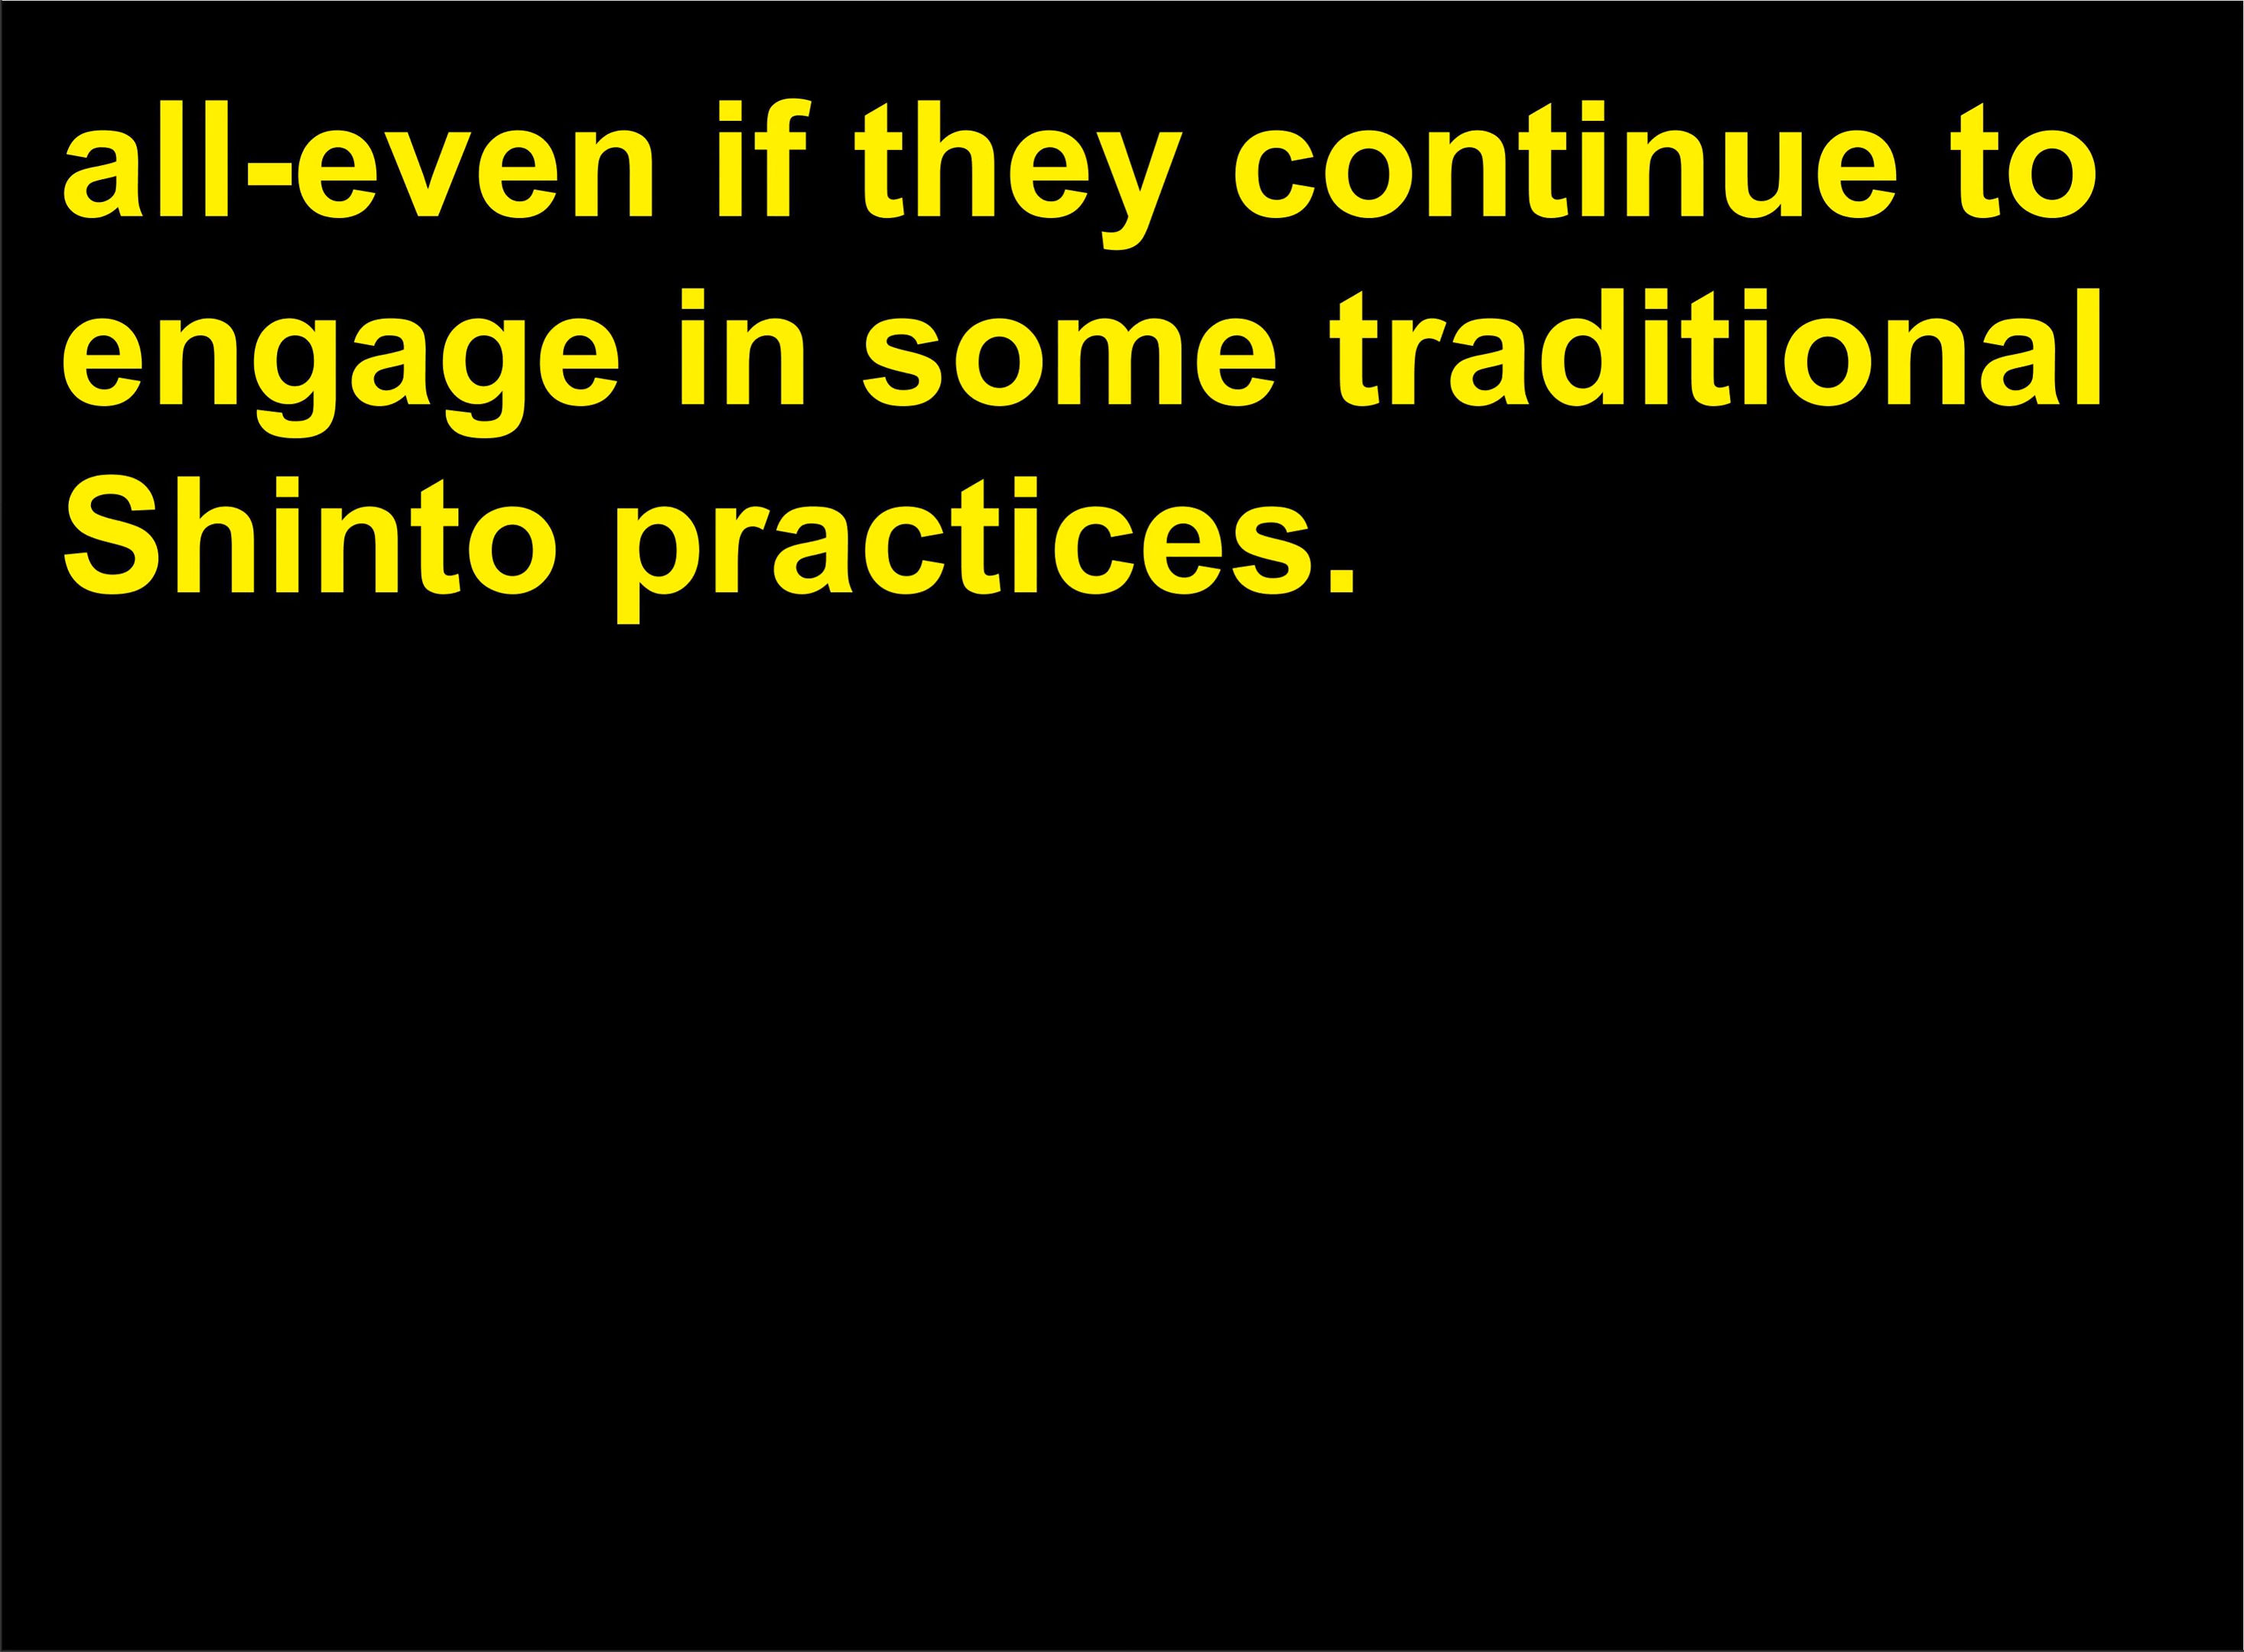 all-even if they continue to
engage in some traditional
Shinto practices.